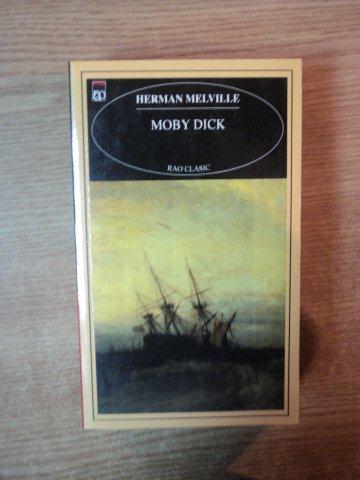 HERMAN MELVILLE
MOBY DICK
RAO CLASIC